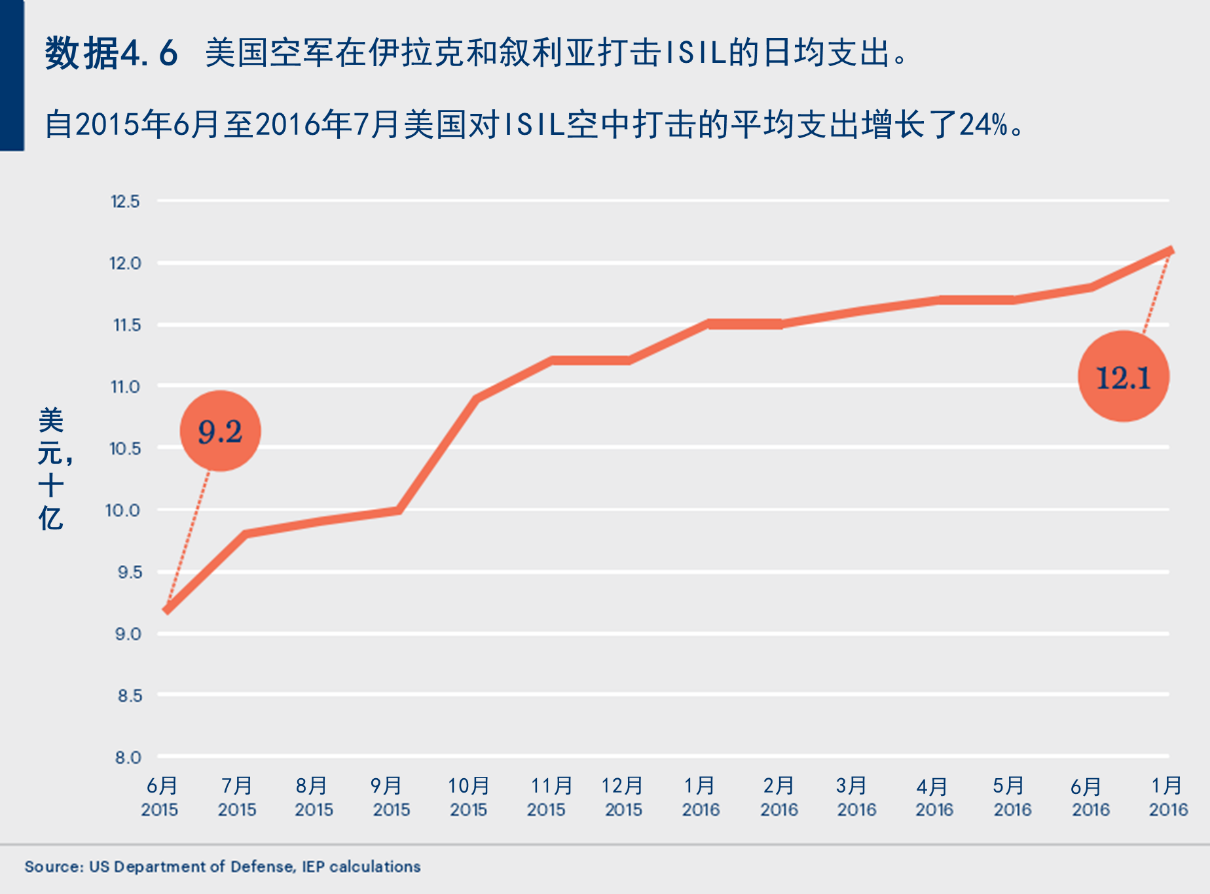 数据4.6 美国空军在伊拉克和叙利亚打击ISIL的日均支出。
自2015年6月至2016年7月美国对ISIL空中打击的平均支出增长了24%。
12.5
12.0
11.5
11.0
10.5
10.0
9.5
9.0
8.5
8.0
美元，十亿
9.2
12.1
6月 7月 8月 9月 10月 11月 12月 1月 2月 3月 4月 5月 6月 1月
2015 2015 2015 2015 2015 2015 2015 2016 2016 2016 2016 2016 2016 2016
Source: US Department of Defense, IEP calculations